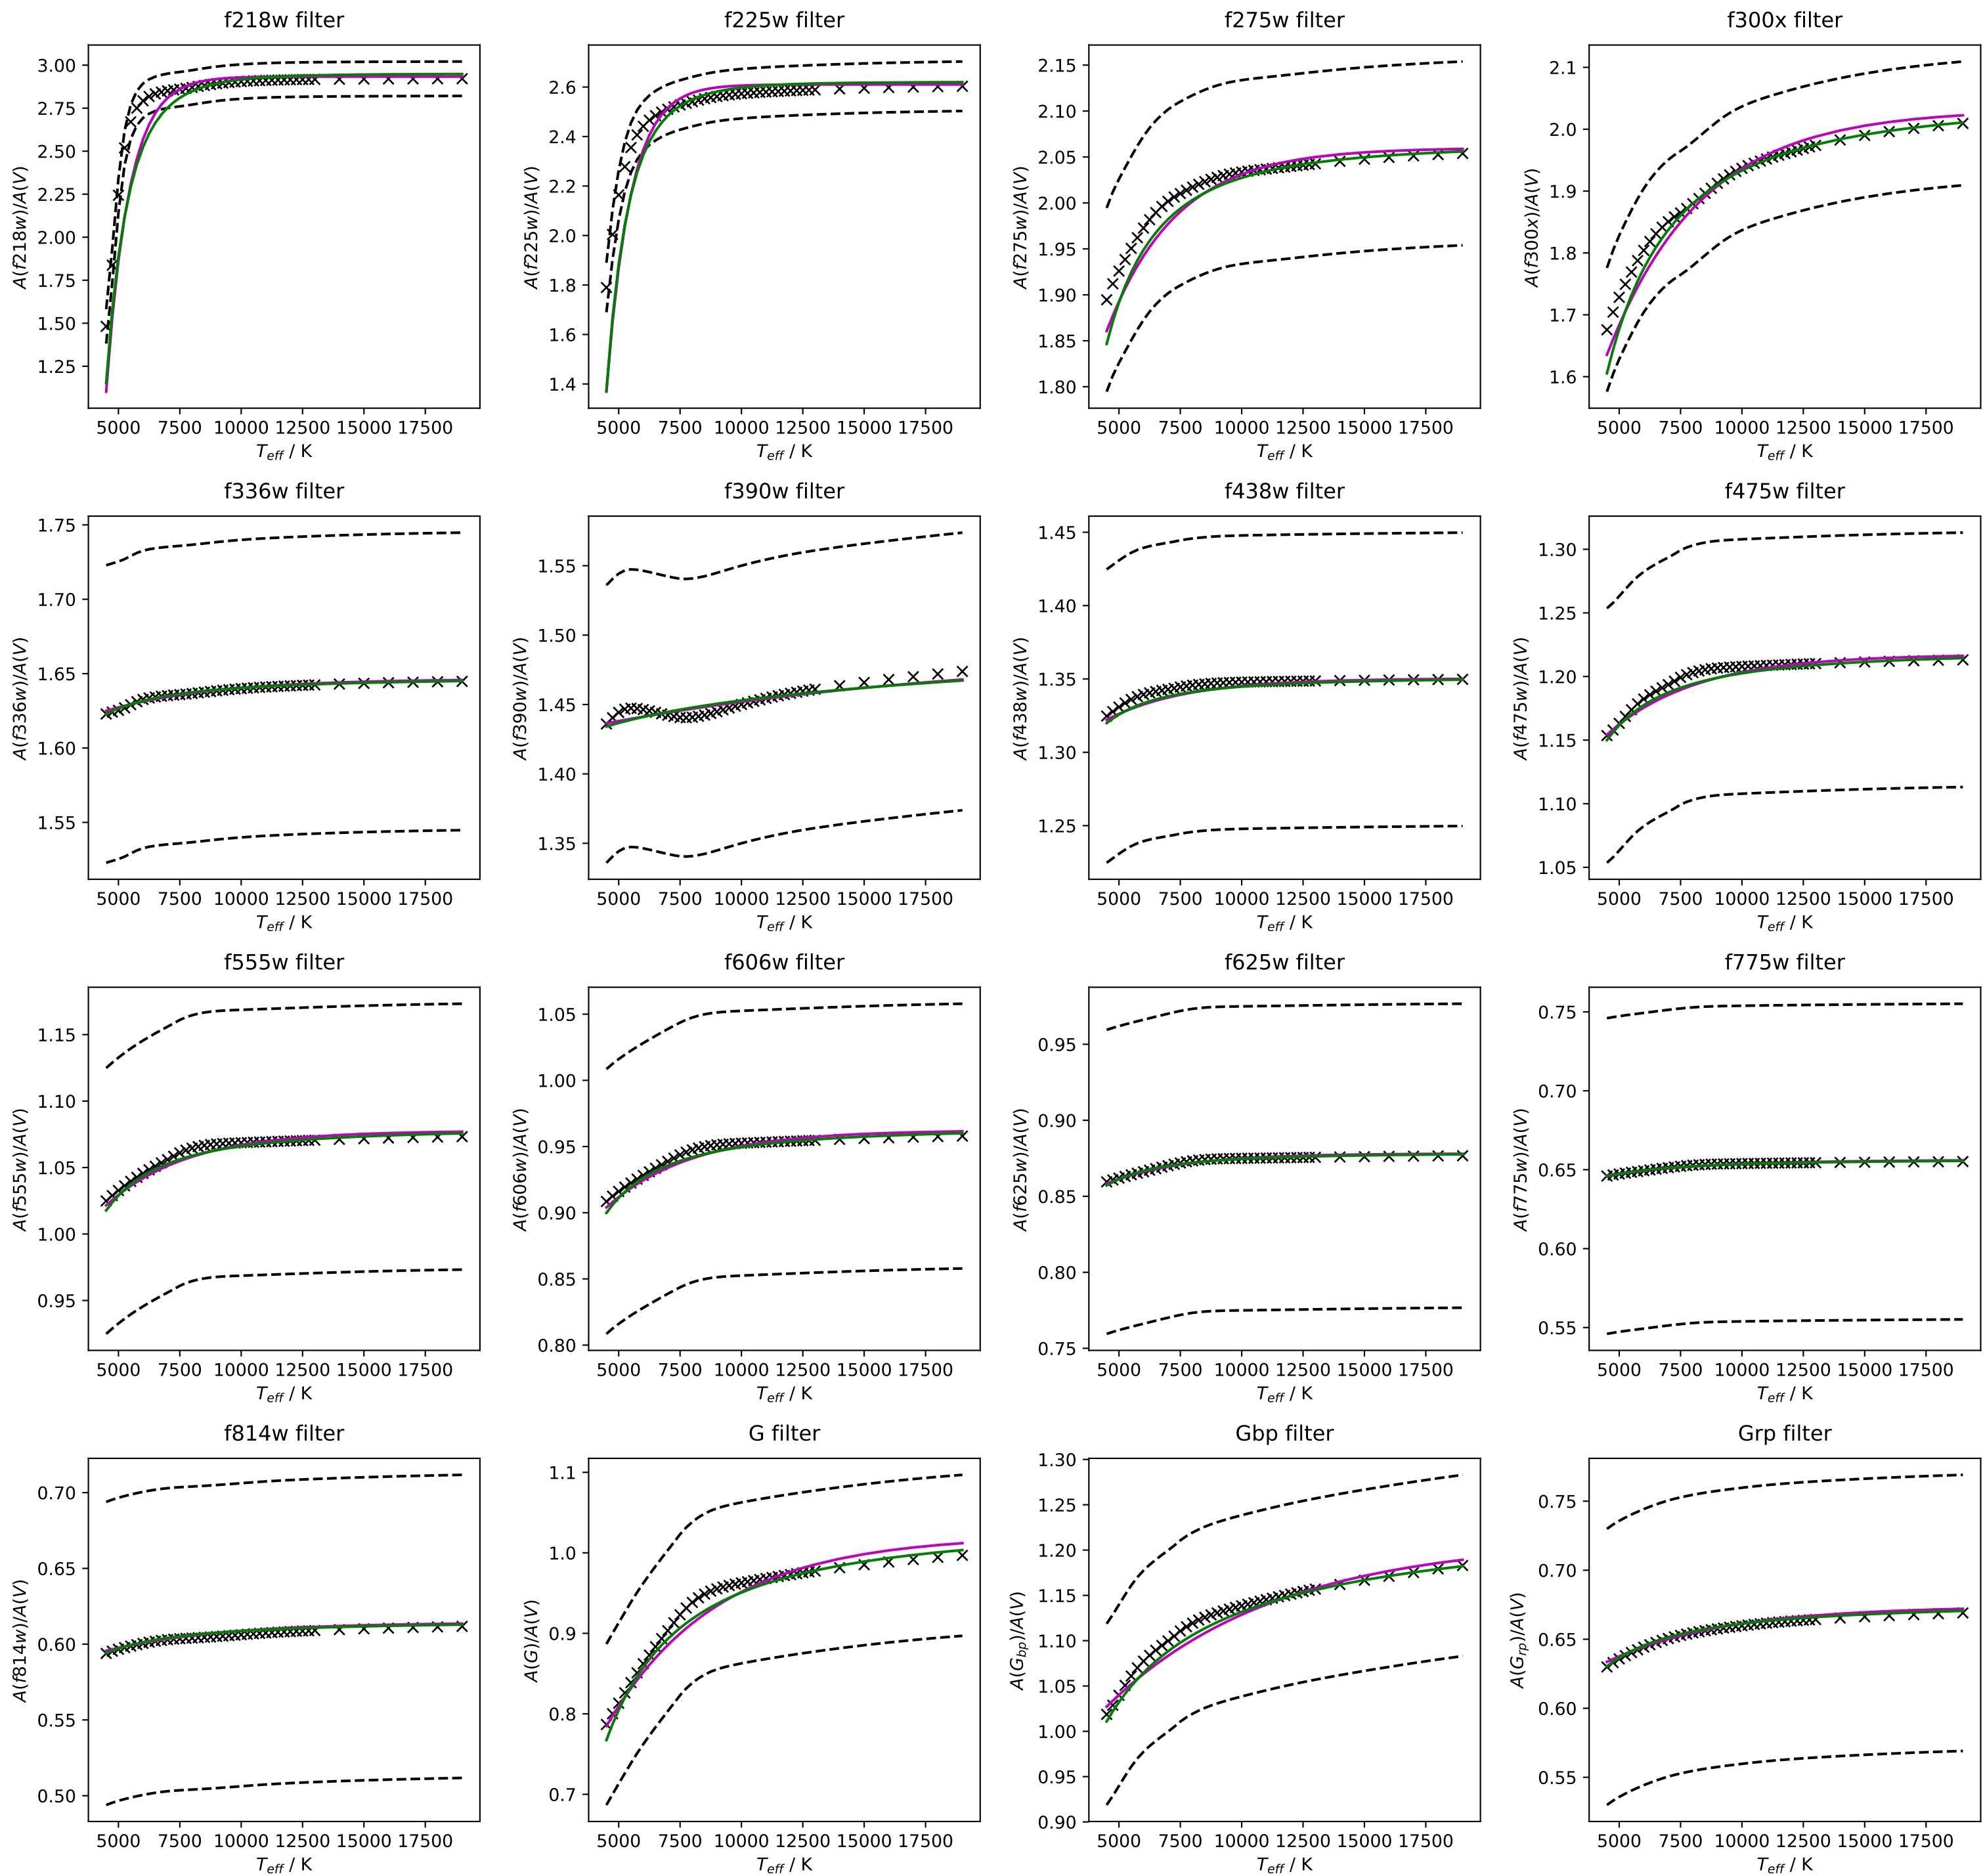 f218w filter
f225w filter
f275w filter
f300x filter
A(f218w)/A(V)
3.00
2.75
2.50
2.25
2.00
1.75
1.50
1.25
5000 7500 10000 12500 15000 17500
T_eff / K
A(f225w)/A(V)
2.6
2.4
2.2
2.0
1.8
1.6
1.4
5000 7500 10000 12500 15000 17500
T_eff / K
A(f275w)/A(V)
2.15
2.10
2.05
2.00
1.95
1.90
1.85
1.80
5000 7500 10000 12500 15000 17500
T_eff / K
A(f300x)/A(V)
2.1
2.0
1.9
1.8
1.7
1.6
5000 7500 10000 12500 15000 17500
T_eff / K
f336w filter
f390w filter
f438w filter
f475w filter
A(f336w)/A(V)
1.75
1.70
1.65
1.60
1.55
5000 7500 10000 12500 15000 17500
T_eff / K
A(f390w)/A(V)
1.55
1.50
1.45
1.40
1.35
5000 7500 10000 12500 15000 17500
T_eff / K
A(f438w)/A(V)
1.45
1.40
1.35
1.30
1.25
5000 7500 10000 12500 15000 17500
T_eff / K
A(f475w)/A(V)
1.30
1.25
1.20
1.15
1.10
1.05
5000 7500 10000 12500 15000 17500
T_eff / K
f555w filter
f606w filter
f625w filter
f775w filter
A(f555w)/A(V)
1.15
1.10
1.05
1.00
0.95
5000 7500 10000 12500 15000 17500
T_eff / K
A(f606w)/A(V)
1.05
1.00
0.95
0.90
0.85
0.80
5000 7500 10000 12500 15000 17500
T_eff / K
A(f625w)/A(V)
0.95
0.90
0.85
0.80
0.75
5000 7500 10000 12500 15000 17500
T_eff / K
A(f775w)/A(V)
0.75
0.70
0.65
0.60
0.55
5000 7500 10000 12500 15000 17500
T_eff / K
f814w filter
G filter
Gbp filter
Grp filter
A(f814w)/A(V)
0.70
0.65
0.60
0.55
0.50
5000 7500 10000 12500 15000 17500
T_eff / K
A(G)/A(V)
1.1
1.0
0.9
0.8
0.7
5000 7500 10000 12500 15000 17500
T_eff / K
A(G_bp)/A(V)
1.30
1.25
1.20
1.15
1.10
1.05
1.00
0.95
0.90
5000 7500 10000 12500 15000 17500
T_eff / K
A(G_rp)/A(V)
0.75
0.70
0.65
0.60
0.55
5000 7500 10000 12500 15000 17500
T_eff / K